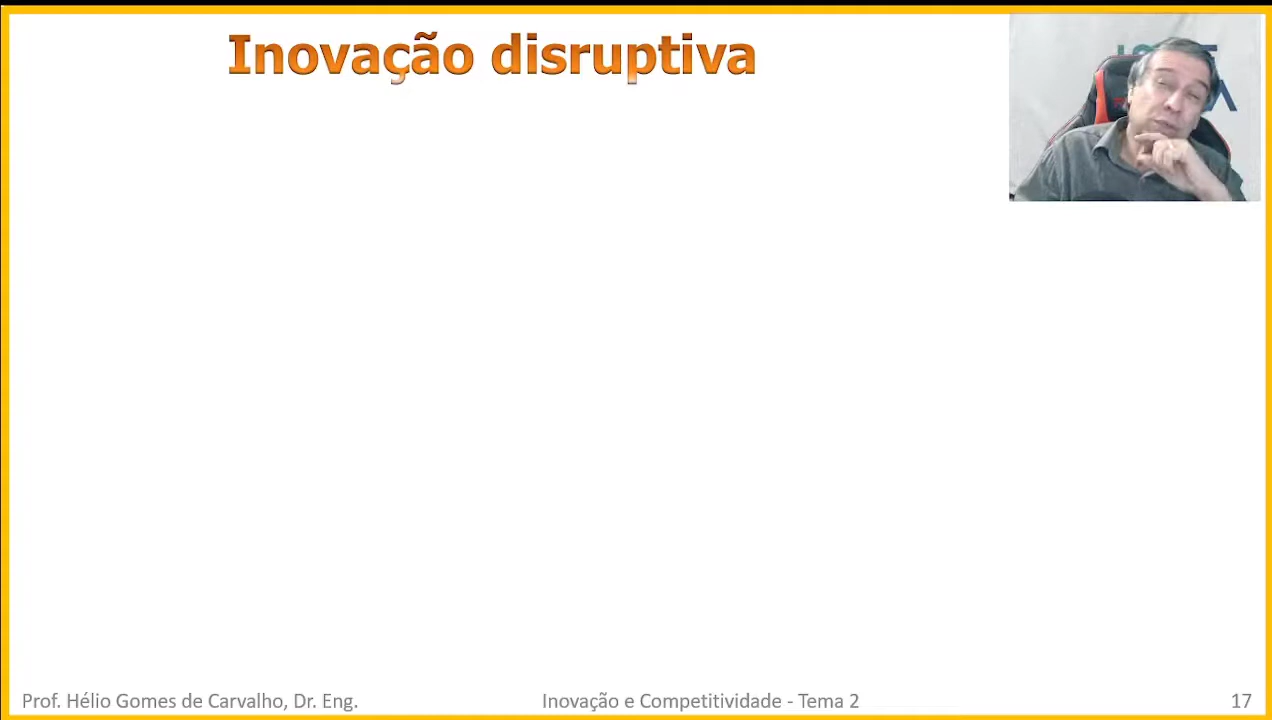 Inovação disruptiva
Prof. Hélio Gomes de Carvalho, Dr. Eng.
Inovação e Competitividade - Tema 2
17